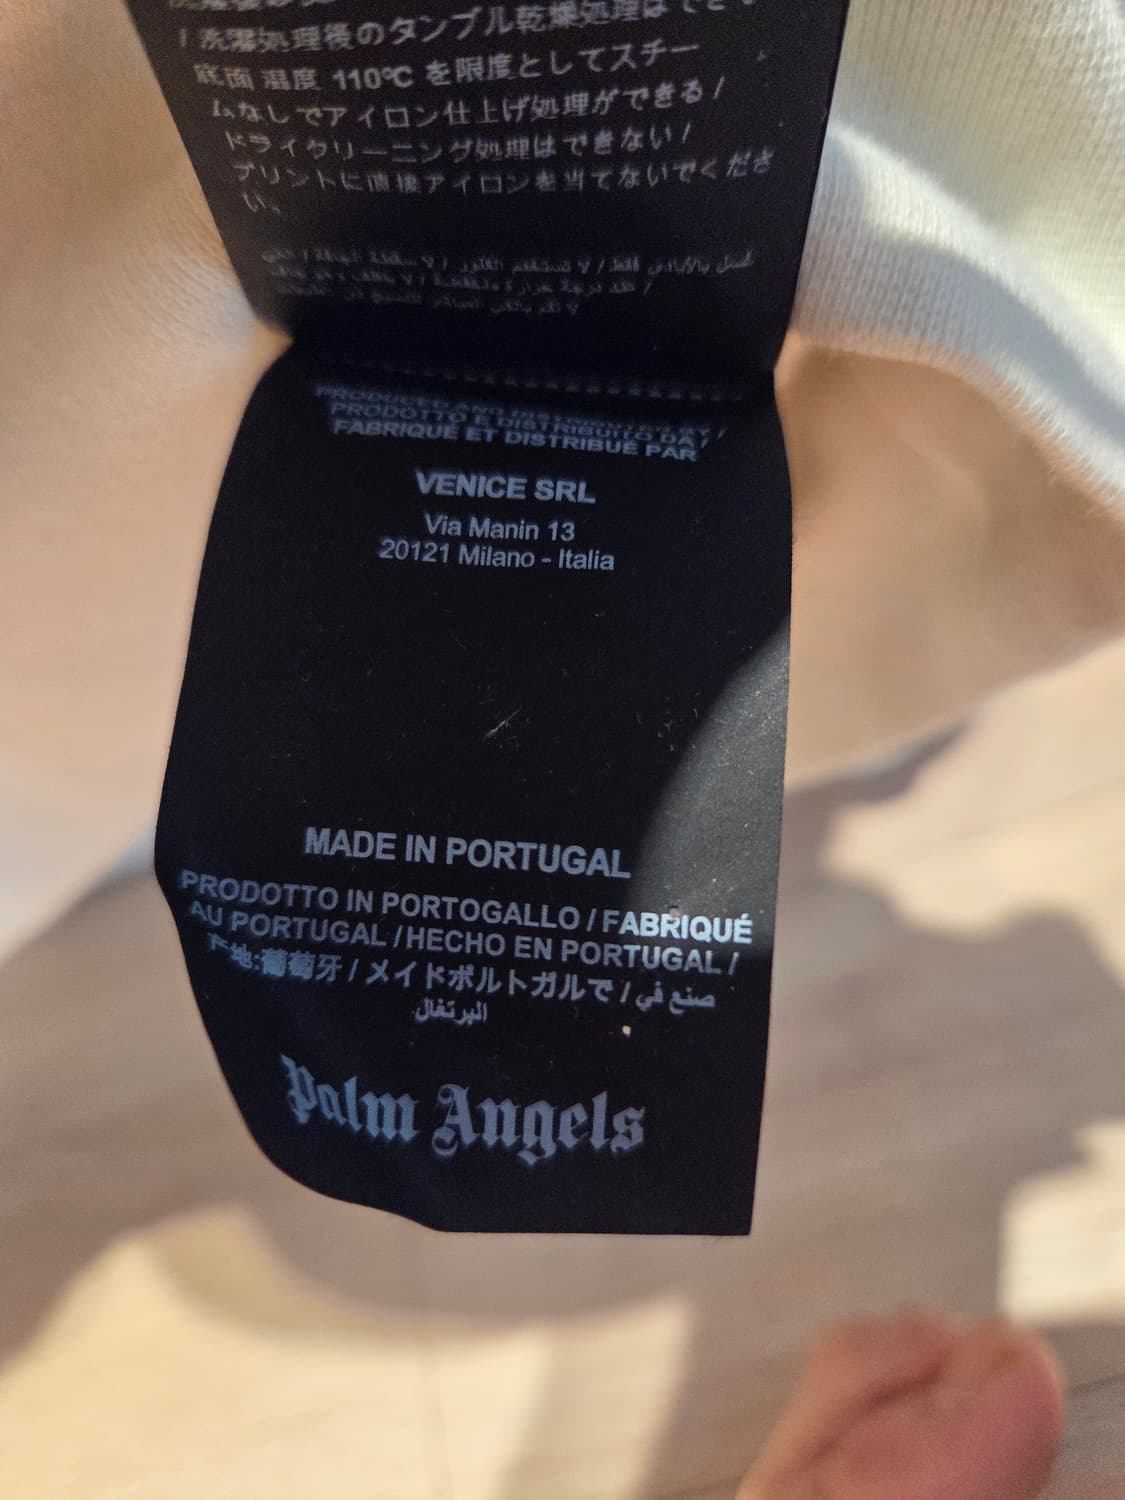 / 洗濯処理後のタンブル乾燥処理はでき
底面 温度 110℃ を限度としてスチー
ムなしでアイロン仕上げ処理ができる /
ドライクリーニング処理はできない /
プリントに直接アイロンを当てないでくださ
い。
PRODUCED AND DISTRIBUTED BY /
PRODOTTO E DISTRIBUITO DA /
FABRIQUÉ ET DISTRIBUÉ PAR
VENICE SRL
Via Manin 13
20121 Milano - Italia
MADE IN PORTUGAL
PRODOTTO IN PORTOGALLO / FABRIQUÉ
AU PORTUGAL / HECHO EN PORTUGAL /
产地:葡萄牙 / メイドポルトガルで / صنع في
البرتغال
Palm Angels